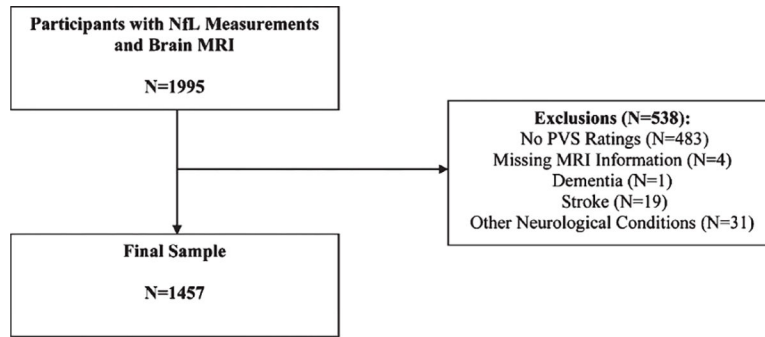 Participants with NfL Measurements
and Brain MRI
N=1995
Exclusions (N=538):
No PVS Ratings (N=483)
Missing MRI Information (N=4)
Dementia (N=1)
Stroke (N=19)
Other Neurological Conditions (N=31)
Final Sample
N=1457